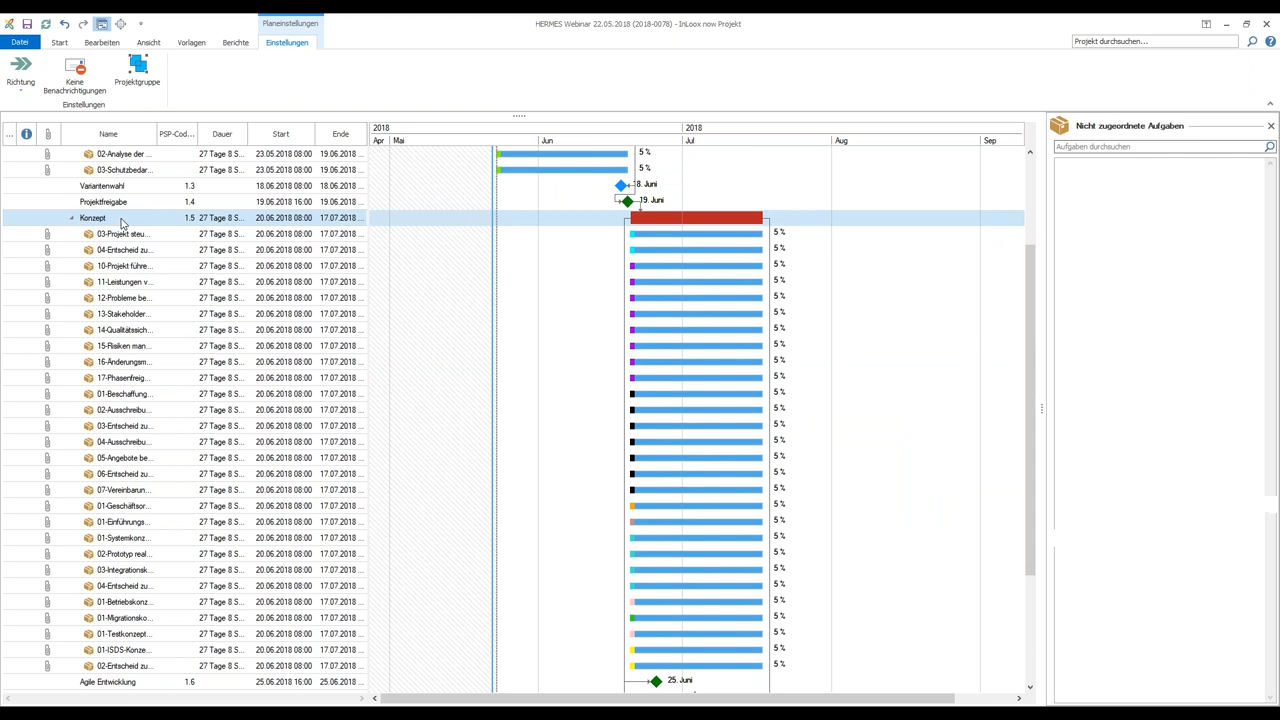 Planeinstellungen
HERMES Webinar 22.05.2018 (2018-0078) - InLoox now Projekt
Datei Start Bearbeiten Ansicht Vorlagen Berichte Einstellungen
Projekt durchsuchen...
Richtung
Keine Benachrichtigungen
Projektgruppe
Einstellungen
... Name PSP-Cod... Dauer Start Ende
2018 2018
Apr Mai Jun Jul Aug Sep
Nicht zugeordnete Aufgaben
Aufgaben durchsuchen
02-Analyse der ... 27 Tage 8 S... 23.05.2018 08:00 19.06.2018 ... 5 %
03-Schutzbedar... 27 Tage 8 S... 23.05.2018 08:00 19.06.2018 ... 5 %
Variantenwahl 1.3 18.06.2018 08:00 18.06.2018 ... 18. Juni
Projektfreigabe 1.4 19.06.2018 16:00 19.06.2018 ... 19. Juni
Konzept 1.5 27 Tage 8 S... 20.06.2018 08:00 17.07.2018 ...
03-Projekt steu... 27 Tage 8 S... 20.06.2018 08:00 17.07.2018 ... 5 %
04-Entscheid zu... 27 Tage 8 S... 20.06.2018 08:00 17.07.2018 ... 5 %
10-Projekt führe... 27 Tage 8 S... 20.06.2018 08:00 17.07.2018 ... 5 %
11-Leistungen v... 27 Tage 8 S... 20.06.2018 08:00 17.07.2018 ... 5 %
12-Probleme be... 27 Tage 8 S... 20.06.2018 08:00 17.07.2018 ... 5 %
13-Stakeholder... 27 Tage 8 S... 20.06.2018 08:00 17.07.2018 ... 5 %
14-Qualitätssich... 27 Tage 8 S... 20.06.2018 08:00 17.07.2018 ... 5 %
15-Risiken man... 27 Tage 8 S... 20.06.2018 08:00 17.07.2018 ... 5 %
16-Änderungsm... 27 Tage 8 S... 20.06.2018 08:00 17.07.2018 ... 5 %
17-Phasenfreig... 27 Tage 8 S... 20.06.2018 08:00 17.07.2018 ... 5 %
01-Beschaffung... 27 Tage 8 S... 20.06.2018 08:00 17.07.2018 ... 5 %
02-Ausschreibu... 27 Tage 8 S... 20.06.2018 08:00 17.07.2018 ... 5 %
03-Entscheid zu... 27 Tage 8 S... 20.06.2018 08:00 17.07.2018 ... 5 %
04-Ausschreibu... 27 Tage 8 S... 20.06.2018 08:00 17.07.2018 ... 5 %
05-Angebote be... 27 Tage 8 S... 20.06.2018 08:00 17.07.2018 ... 5 %
06-Entscheid zu... 27 Tage 8 S... 20.06.2018 08:00 17.07.2018 ... 5 %
07-Vereinbarun... 27 Tage 8 S... 20.06.2018 08:00 17.07.2018 ... 5 %
01-Geschäftsor... 27 Tage 8 S... 20.06.2018 08:00 17.07.2018 ... 5 %
01-Einführungs... 27 Tage 8 S... 20.06.2018 08:00 17.07.2018 ... 5 %
01-Systemkonz... 27 Tage 8 S... 20.06.2018 08:00 17.07.2018 ... 5 %
02-Prototyp real... 27 Tage 8 S... 20.06.2018 08:00 17.07.2018 ... 5 %
03-Integrationsk... 27 Tage 8 S... 20.06.2018 08:00 17.07.2018 ... 5 %
04-Entscheid zu... 27 Tage 8 S... 20.06.2018 08:00 17.07.2018 ... 5 %
01-Betriebskonz... 27 Tage 8 S... 20.06.2018 08:00 17.07.2018 ... 5 %
01-Migrationsko... 27 Tage 8 S... 20.06.2018 08:00 17.07.2018 ... 5 %
01-Testkonzept... 27 Tage 8 S... 20.06.2018 08:00 17.07.2018 ... 5 %
01-ISDS-Konze... 27 Tage 8 S... 20.06.2018 08:00 17.07.2018 ... 5 %
02-Entscheid zu... 27 Tage 8 S... 20.06.2018 08:00 17.07.2018 ... 5 %
Agile Entwicklung 1.6 25.06.2018 16:00 25.06.2018 ... 25. Juni